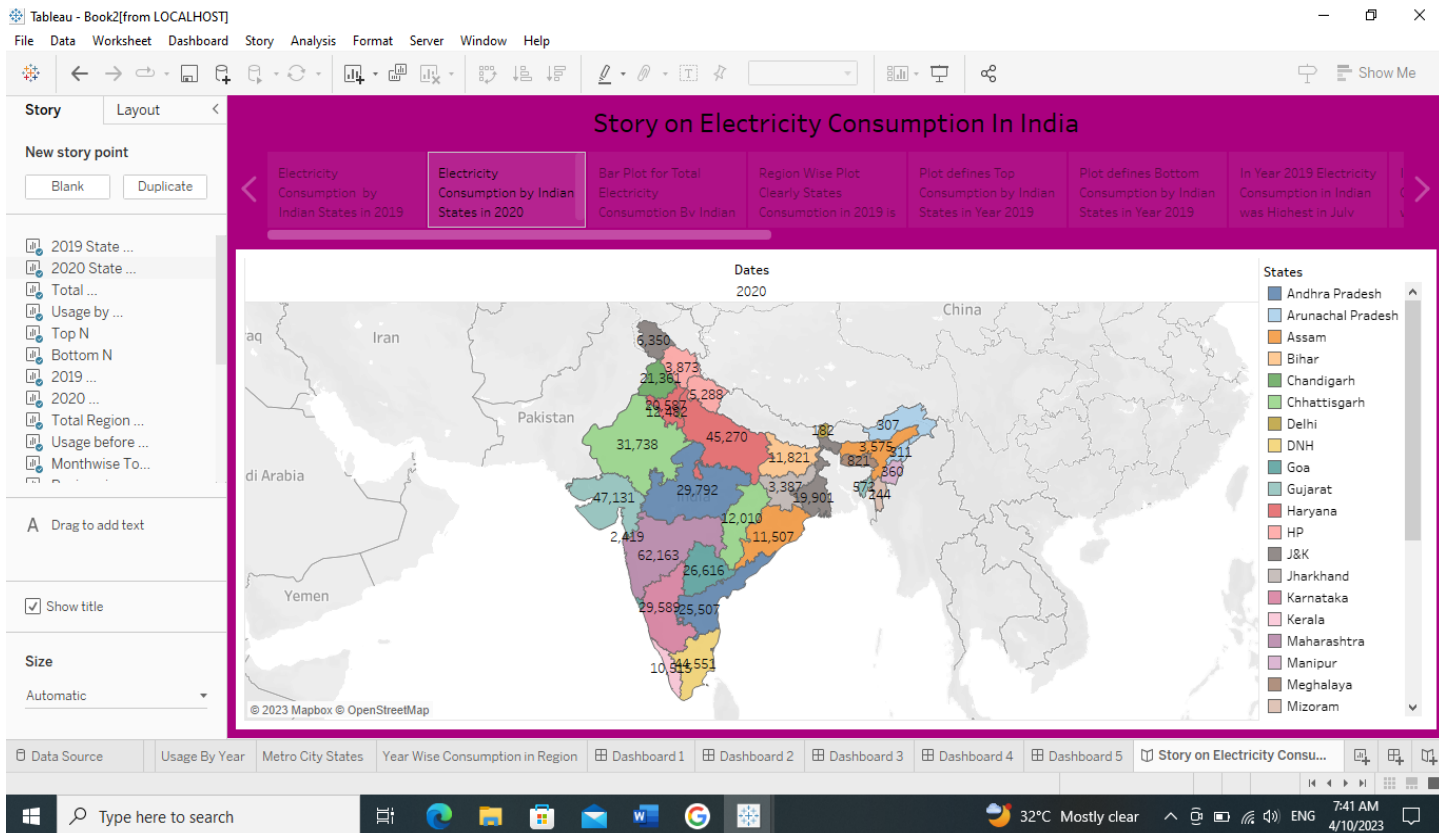 Tableau - Book2[from LOCALHOST]
File Data Worksheet Dashboard Story Analysis Format Server Window Help
Show Me
Story Layout
New story point
Blank Duplicate
2019 State ...
2020 State ...
Total ...
Usage by ...
Top N
Bottom N
2019 ...
2020 ...
Total Region ...
Usage before ...
Monthwise To...
A Drag to add text
Show title
Size
Automatic
Story on Electricity Consumption In India
Electricity
Consumption by
Indian States in 2019
Electricity
Consumption by Indian
States in 2020
Bar Plot for Total
Electricity
Consumption By Indian
Region Wise Plot
Clearly States
Consumption in 2019 is
Plot defines Top
Consumption by Indian
States in Year 2019
Plot defines Bottom
Consumption by Indian
States in Year 2019
In Year 2019 Electricity
Consumption in Indian
was Highest in July
Dates
2020
China
aq
Iran
6,350
3,873
21,361
5,288
Pakistan
20,587
12,482
31,738
45,270
182
307
3,575
311
11,821
821
360
di Arabia
47,131
29,792
India
3,387
19,901
573
244
12,010
2,419
11,507
62,163
26,616
Yemen
29,589
25,507
10,515
44,551
© 2023 Mapbox © OpenStreetMap
States
Andhra Pradesh
Arunachal Pradesh
Assam
Bihar
Chandigarh
Chhattisgarh
Delhi
DNH
Goa
Gujarat
Haryana
HP
J&K
Jharkhand
Karnataka
Kerala
Maharashtra
Manipur
Meghalaya
Mizoram
Data Source Usage By Year Metro City States Year Wise Consumption in Region Dashboard 1 Dashboard 2 Dashboard 3 Dashboard 4 Dashboard 5 Story on Electricity Consu...
Type here to search
32°C Mostly clear
ENG
7:41 AM
4/10/2023